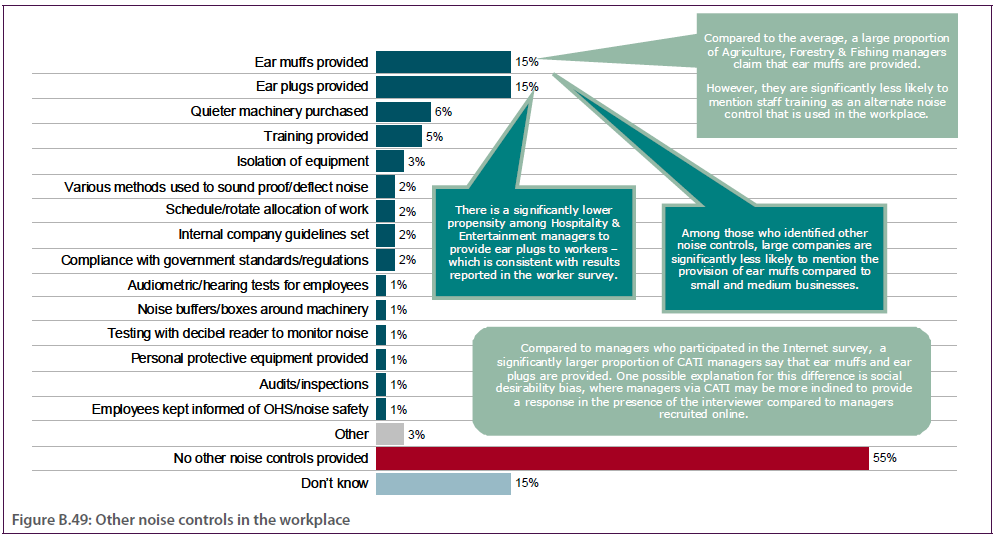 Ear muffs provided 15%
Ear plugs provided 15%
Quieter machinery purchased 6%
Training provided 5%
Isolation of equipment 3%
Various methods used to sound proof/deflect noise 2%
Schedule/rotate allocation of work 2%
Internal company guidelines set 2%
Compliance with government standards/regulations 2%
Audiometric/hearing tests for employees 1%
Noise buffers/boxes around machinery 1%
Testing with decibel reader to monitor noise 1%
Personal protective equipment provided 1%
Audits/inspections 1%
Employees kept informed of OHS/noise safety 1%
Other 3%
No other noise controls provided 55%
Don't know 15%
Compared to the average, a large proportion
of Agriculture, Forestry & Fishing managers
claim that ear muffs are provided.
However, they are significantly less likely to
mention staff training as an alternate noise
control that is used in the workplace.
There is a significantly lower
propensity among Hospitality &
Entertainment managers to
provide ear plugs to workers –
which is consistent with results
reported in the worker survey.
Among those who identified other
noise controls, large companies are
significantly less likely to mention the
provision of ear muffs compared to
small and medium businesses.
Compared to managers who participated in the Internet survey, a
significantly larger proportion of CATI managers say that ear muffs and ear
plugs are provided. One possible explanation for this difference is social
desirability bias, where managers via CATI may be more inclined to provide
a response in the presence of the interviewer compared to managers
recruited online.
Figure B.49: Other noise controls in the workplace